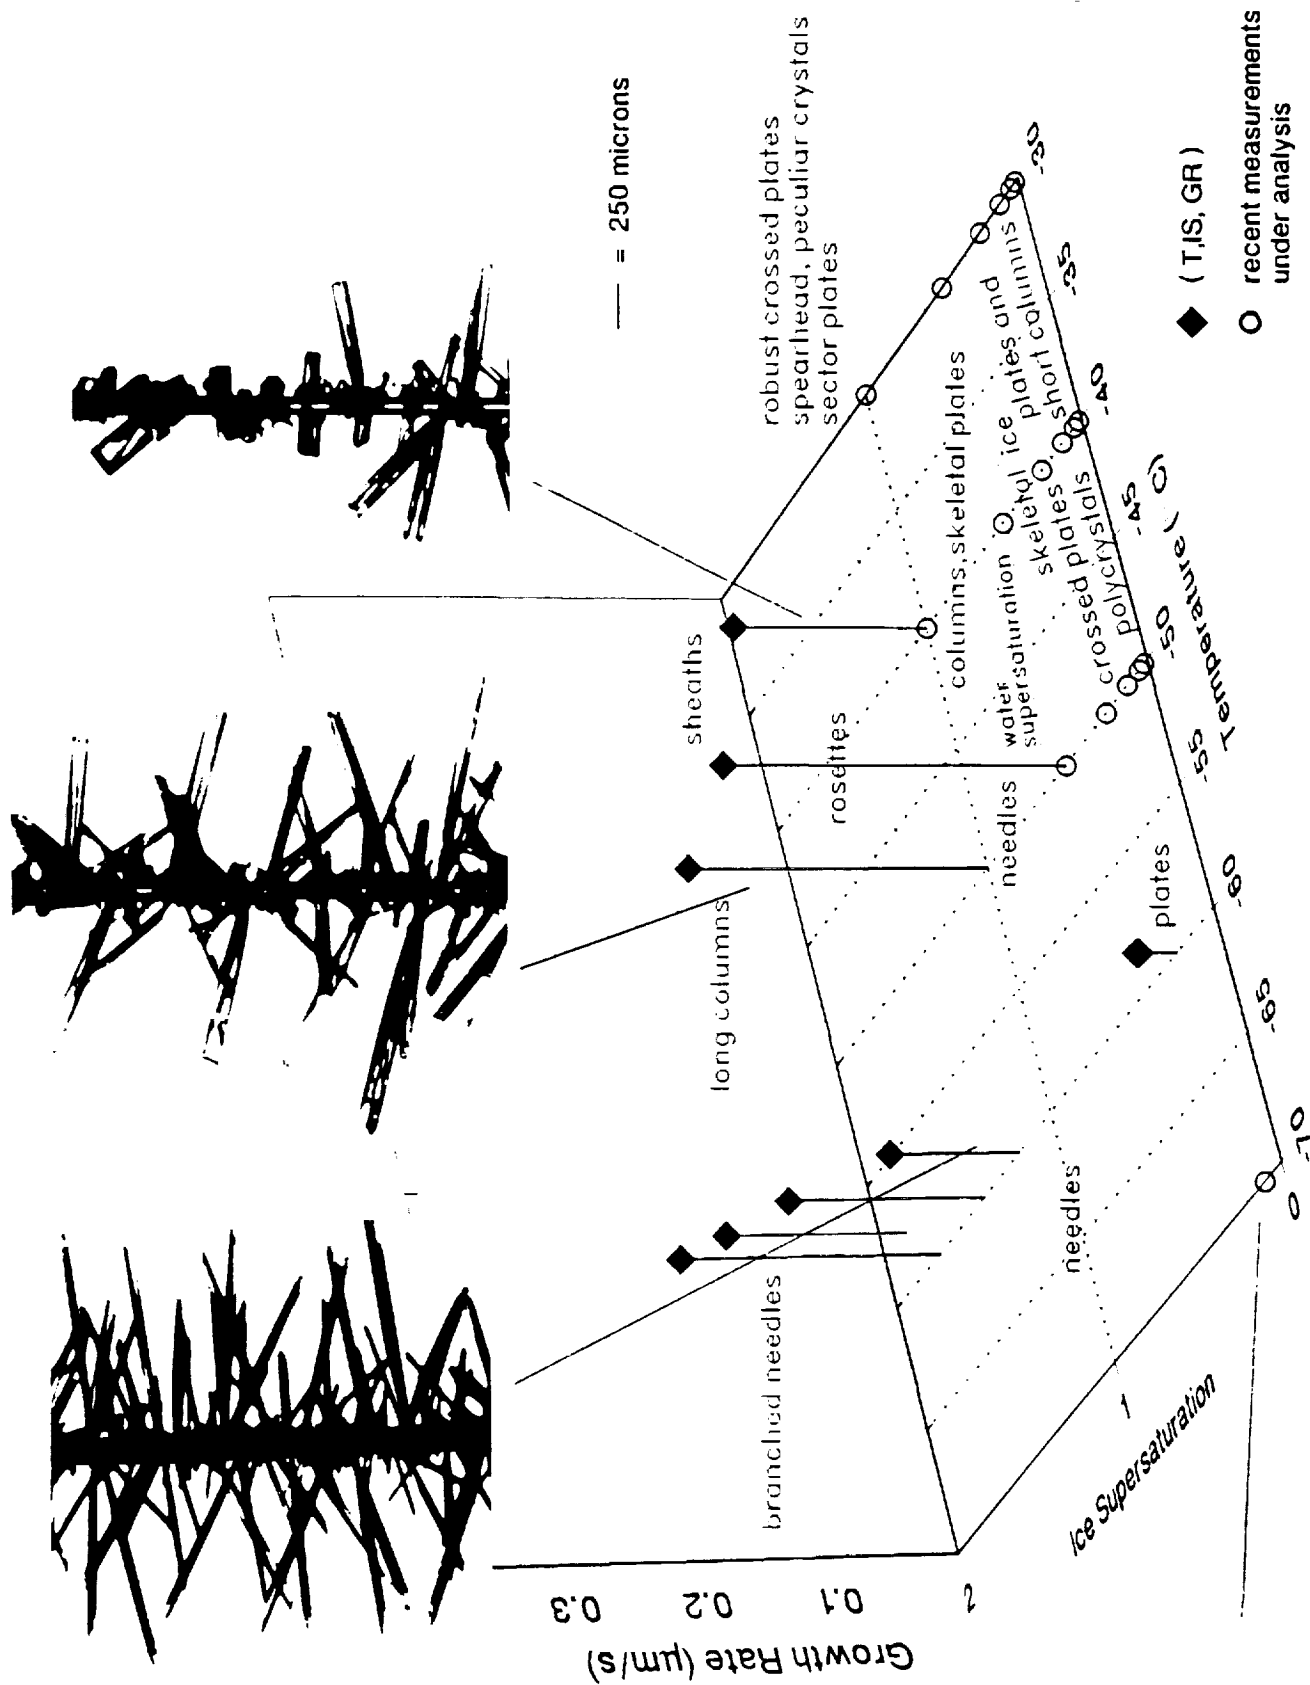 — = 250 microns
robust crossed plates
spearhead, peculiar crystals
sector plates
sheaths
rosettes
long columns
branched needles
columns, skeletal plates
water
supersaturation
needles
skeletal ice plates and
skeletal plates
short columns
crossed plates
polycrystals
plates
needles
Growth Rate (µm/s)
0.3
0.2
0.1
2
1
0
Ice Supersaturation
-70
-65
-60
-55
-50
-45
-40
-35
-30
Temperature ( C)
◆ ( T,IS, GR )
○ recent measurements
under analysis